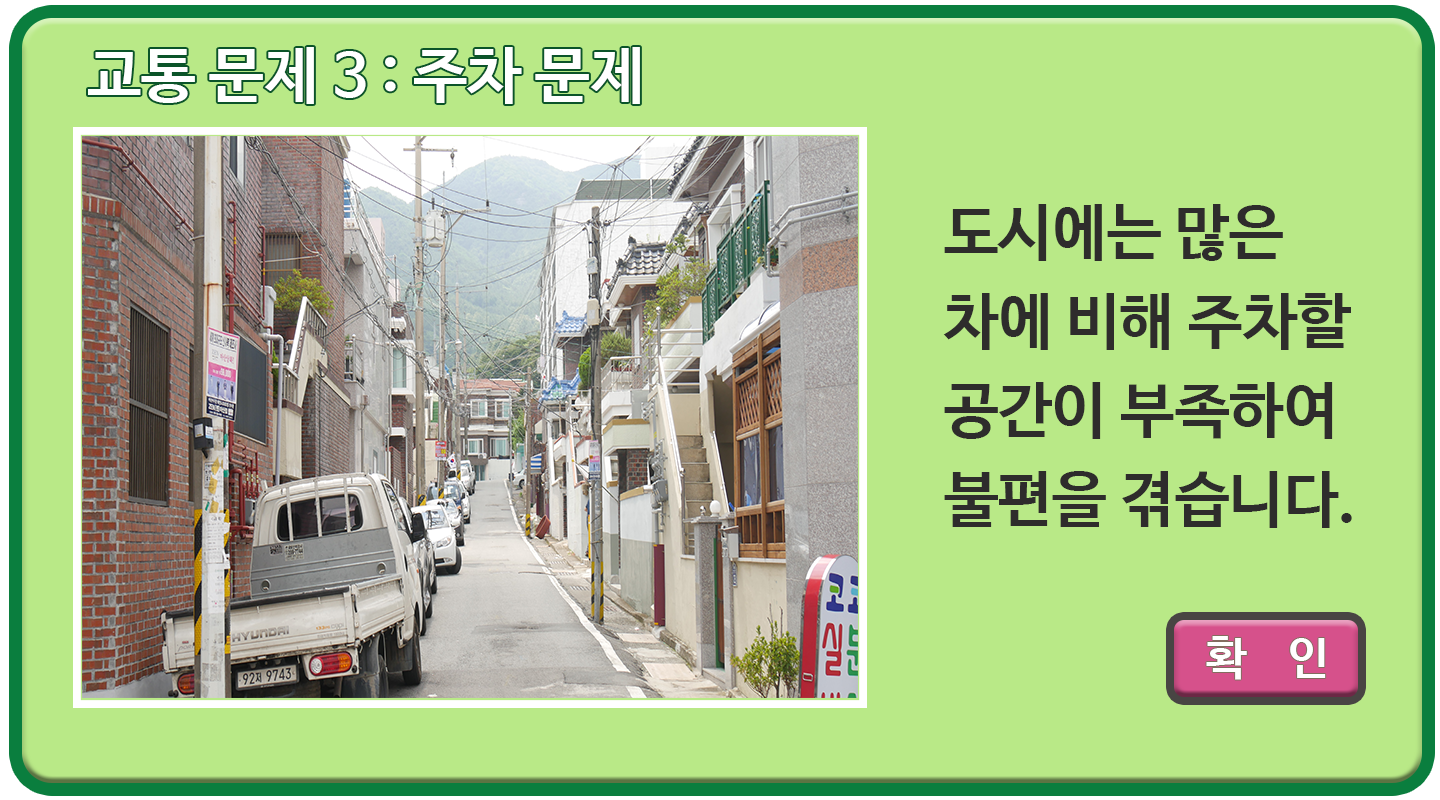 교통 문제 3 : 주차 문제
도시에는 많은
차에 비해 주차할
공간이 부족하여
불편을 겪습니다.
확 인
HYUNDAI
92저 9743
코
실